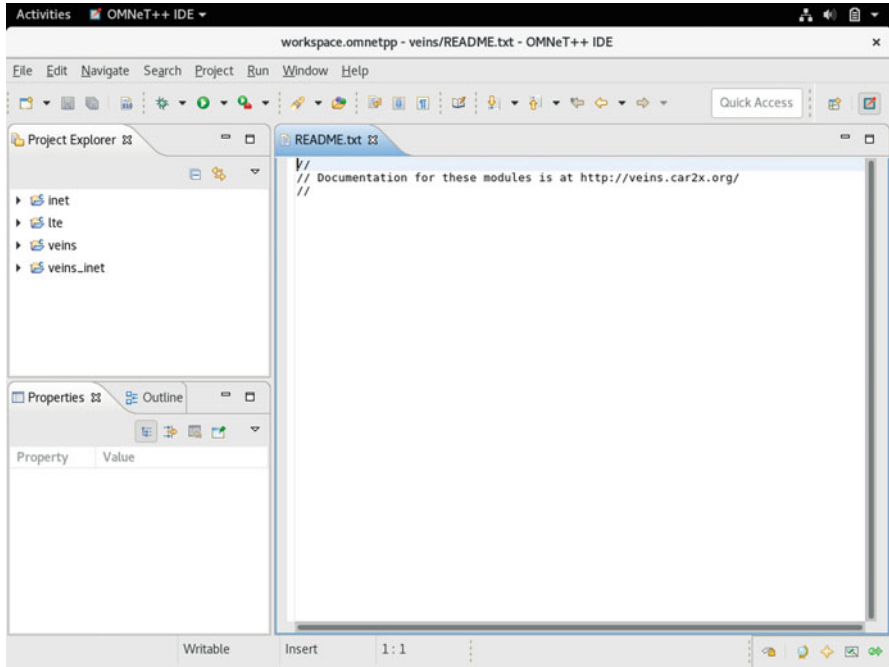 Activities OMNeT++ IDE
workspace.omnetpp - veins/README.txt - OMNeT++ IDE
File Edit Navigate Search Project Run Window Help
Quick Access
Project Explorer
README.txt
inet
lte
veins
veins_inet
//
// Documentation for these modules is at http://veins.car2x.org/
//
Properties Outline
Property Value
Writable Insert 1:1